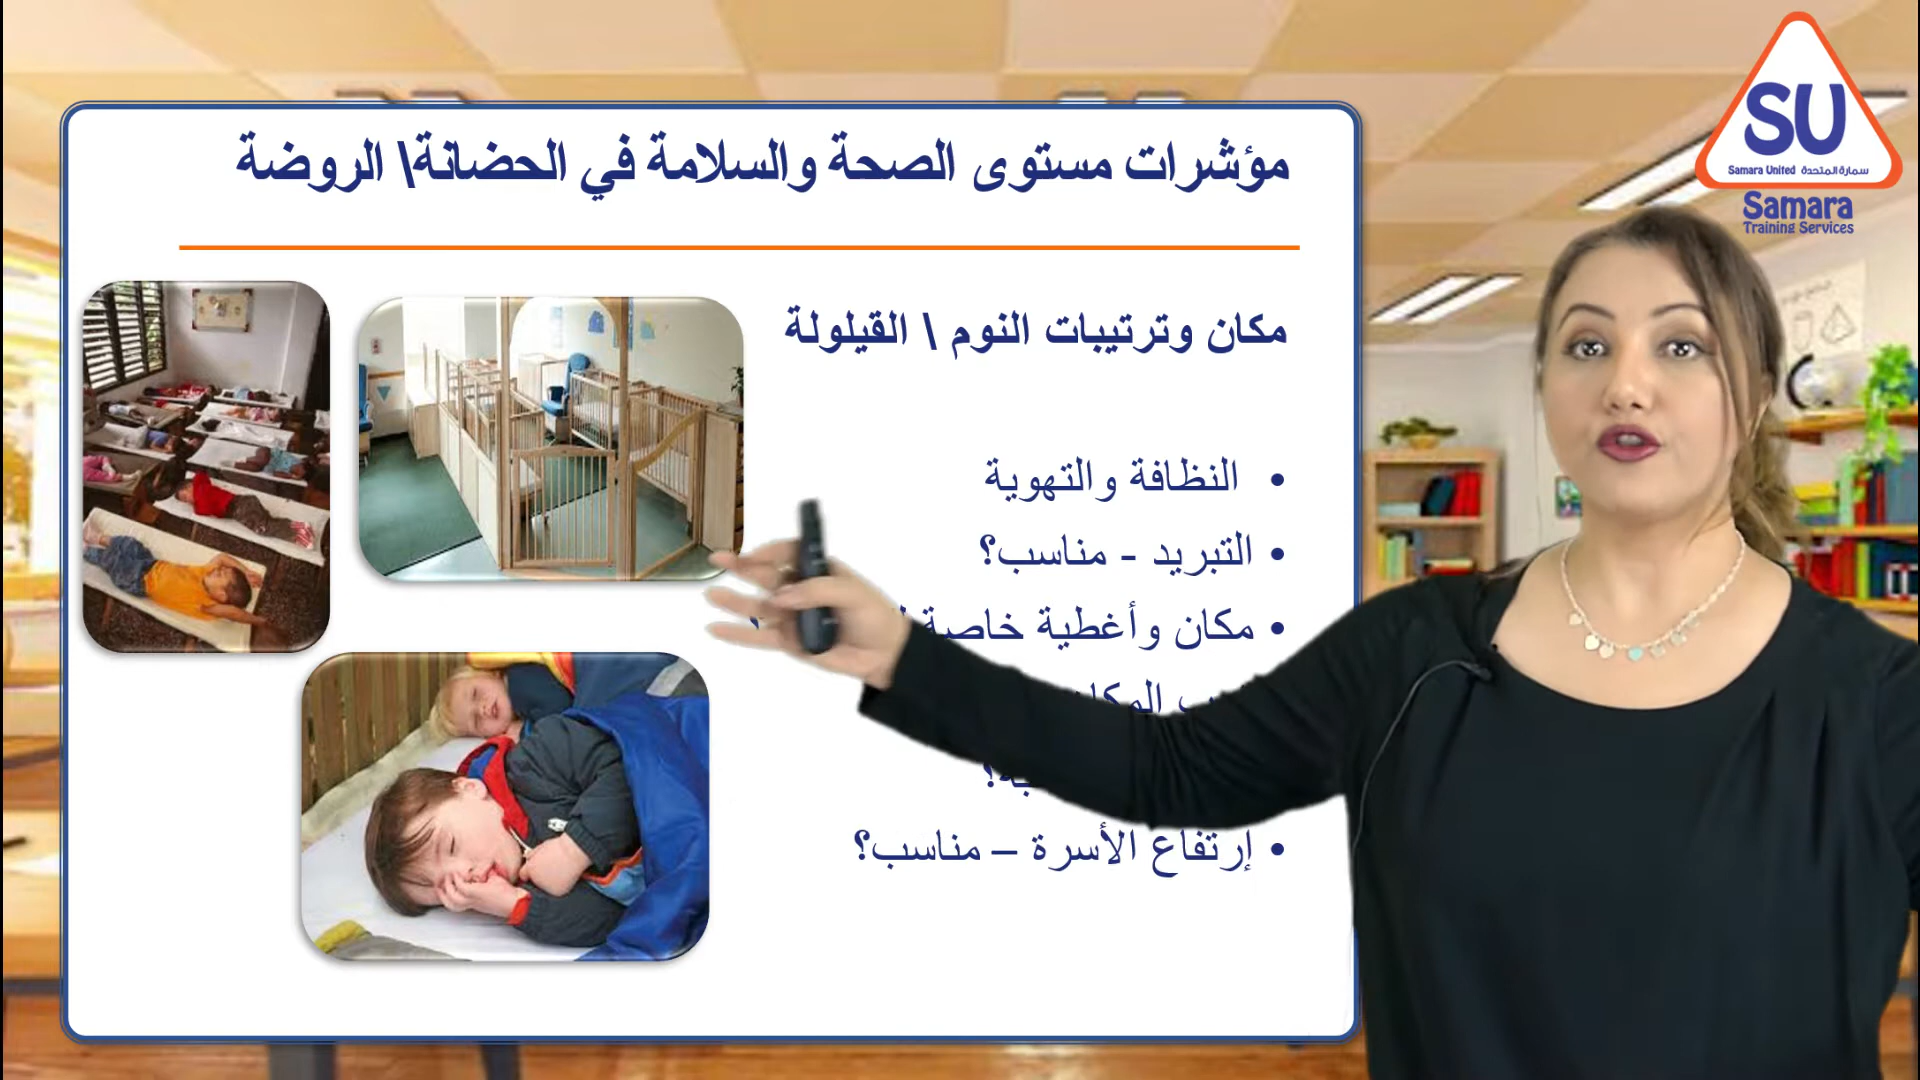 مؤشرات مستوى الصحة والسلامة في الحضانة\ الروضة
مكان وترتيبات النوم \ القيلولة
• النظافة والتهوية
• التبريد - مناسب؟
• مكان وأغطية خاصة
المكان
• إرتفاع الأسرة – مناسب؟
SU
Samara United سمارة المتحدة
Samara
Training Services